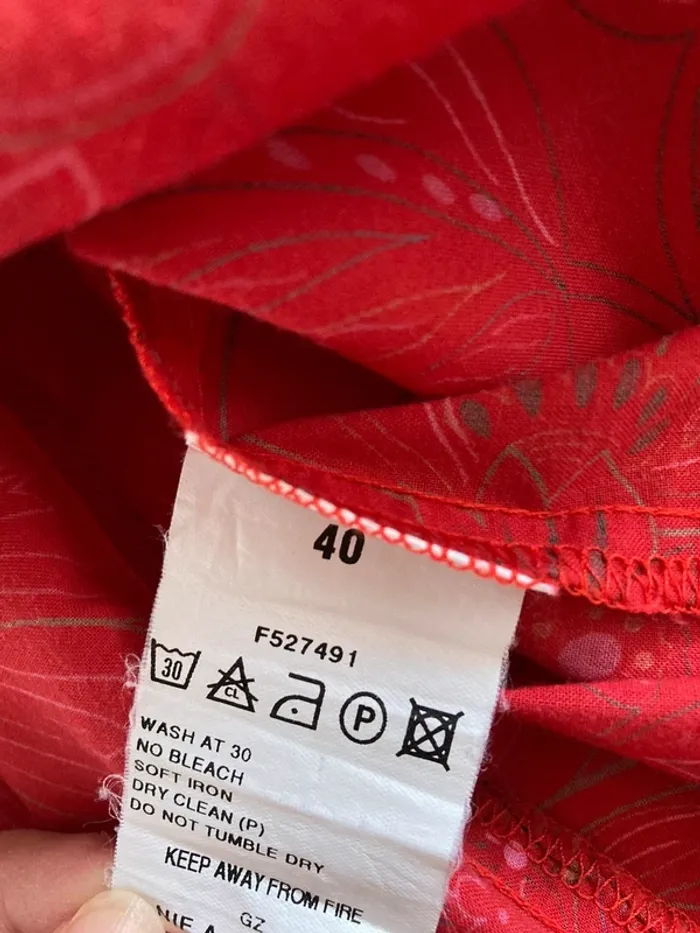 40
F527491
30 CL P
WASH AT 30
NO BLEACH
SOFT IRON
DRY CLEAN (P)
DO NOT TUMBLE DRY
KEEP AWAY FROM FIRE
GZ